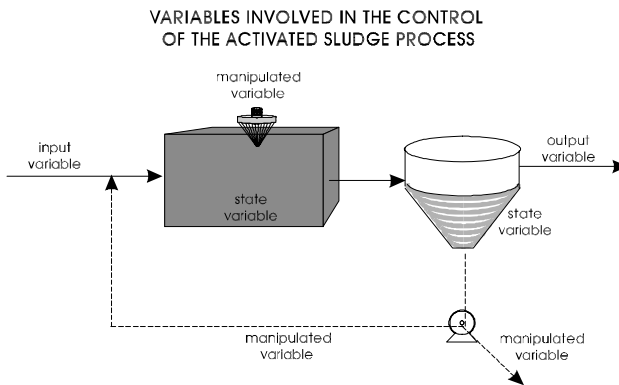 VARIABLES INVOLVED IN THE CONTROL
OF THE ACTIVATED SLUDGE PROCESS
manipulated
variable
input
variable
output
variable
state
variable
state
variable
manipulated
variable
manipulated
variable